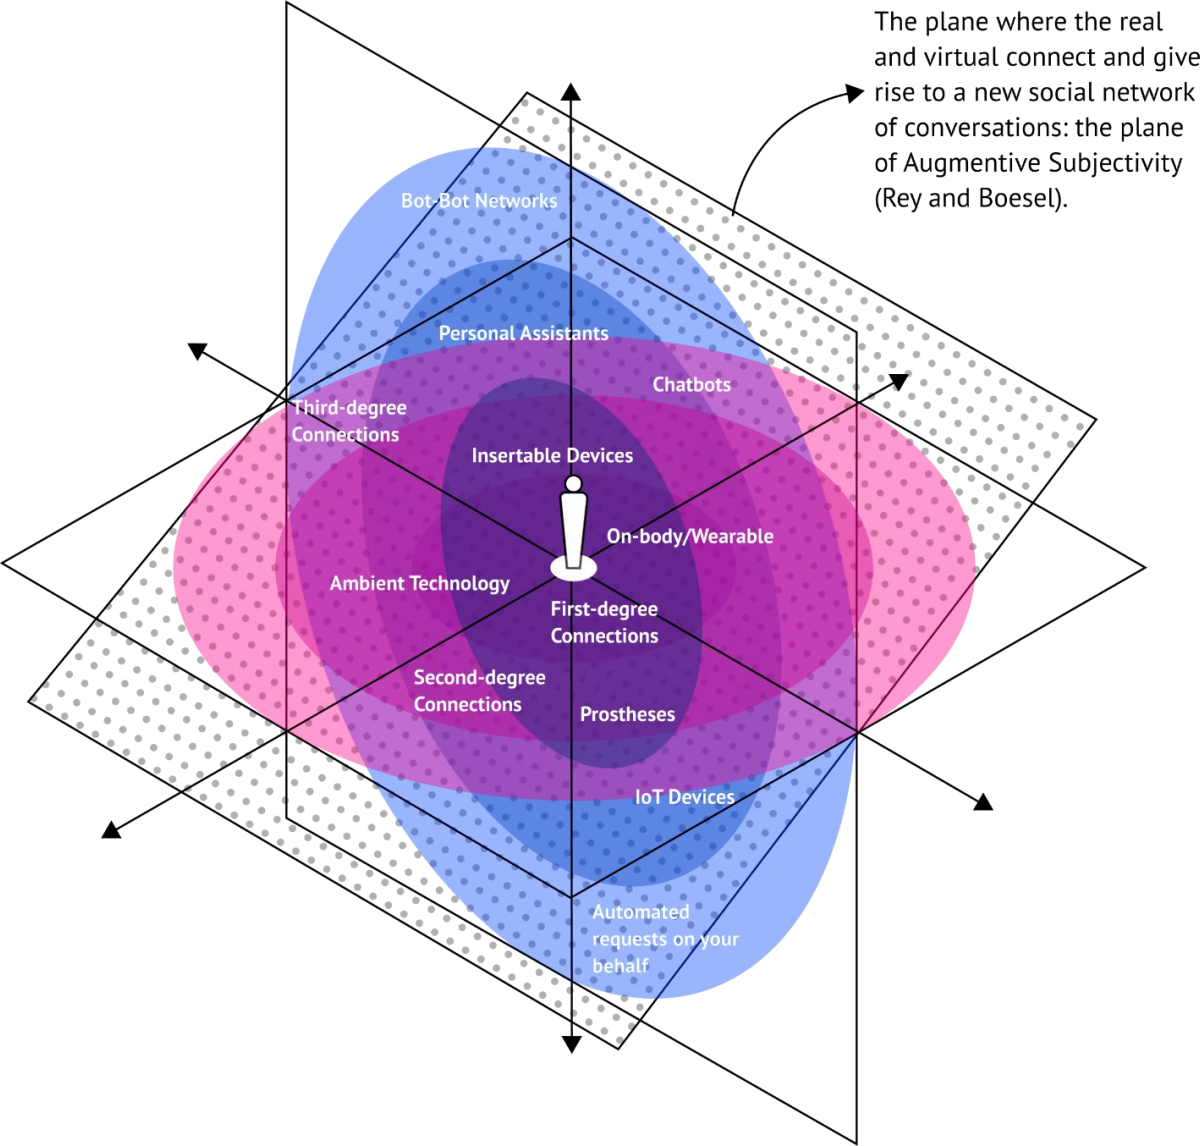 The plane where the real
and virtual connect and give
rise to a new social network
of conversations: the plane
of Augmentive Subjectivity
(Rey and Boesel).
Bot-Bot Networks
Personal Assistants
Chatbots
Third-degree
Connections
Insertable Devices
On-body/Wearable
Ambient Technology
First-degree
Connections
Second-degree
Connections
Prostheses
IoT Devices
Automated
requests on your
behalf